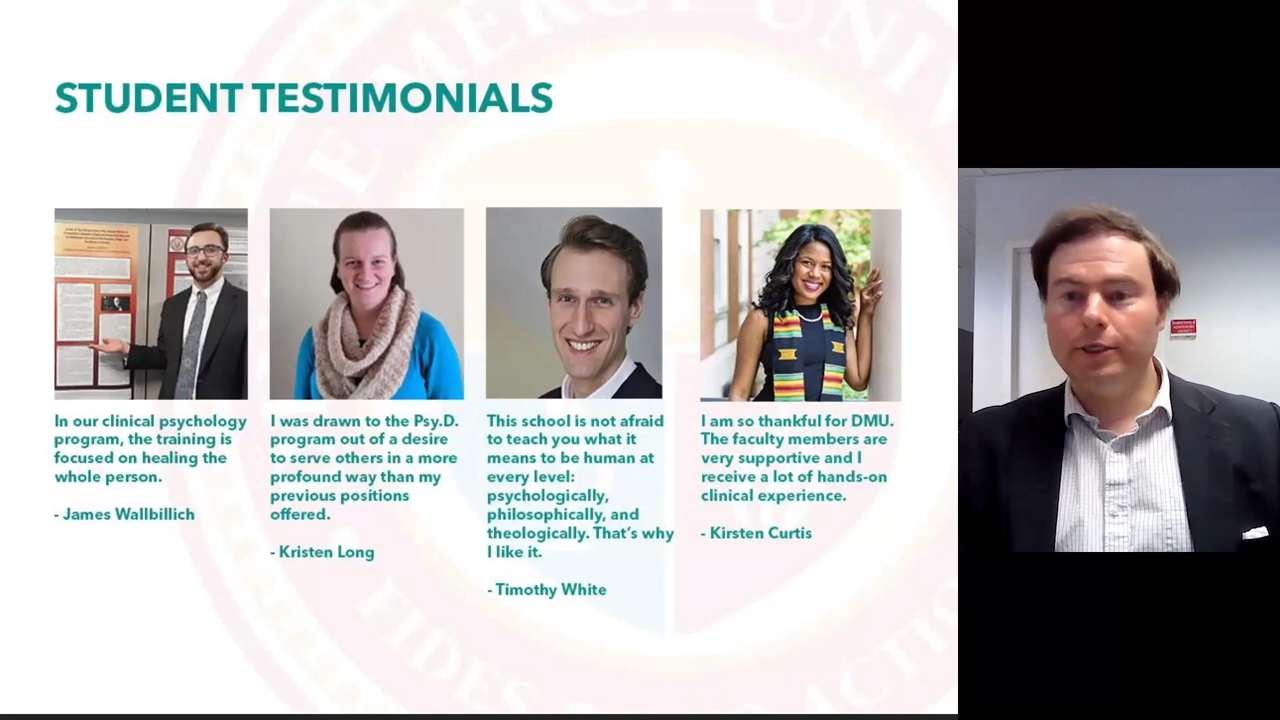 STUDENT TESTIMONIALS
In our clinical psychology
program, the training is
focused on healing the
whole person.
- James Wallbillich
I was drawn to the Psy.D.
program out of a desire
to serve others in a more
profound way than my
previous positions
offered.
- Kristen Long
This school is not afraid
to teach you what it
means to be human at
every level:
psychologically,
philosophically, and
theologically. That's why
I like it.
- Timothy White
I am so thankful for DMU.
The faculty members are
very supportive and I
receive a lot of hands-on
clinical experience.
- Kirsten Curtis
MERCY UNIV
FIDES